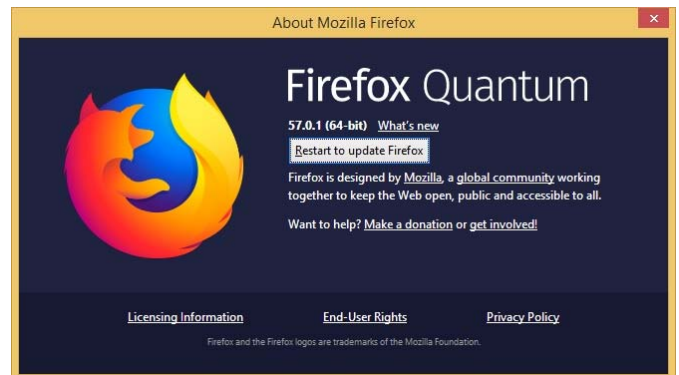 About Mozilla Firefox
Firefox Quantum
57.0.1 (64-bit) What's new
Restart to update Firefox
Firefox is designed by Mozilla, a global community working
together to keep the Web open, public and accessible to all.
Want to help? Make a donation or get involved!
Licensing Information End-User Rights Privacy Policy
Firefox and the Firefox logos are trademarks of the Mozilla Foundation.